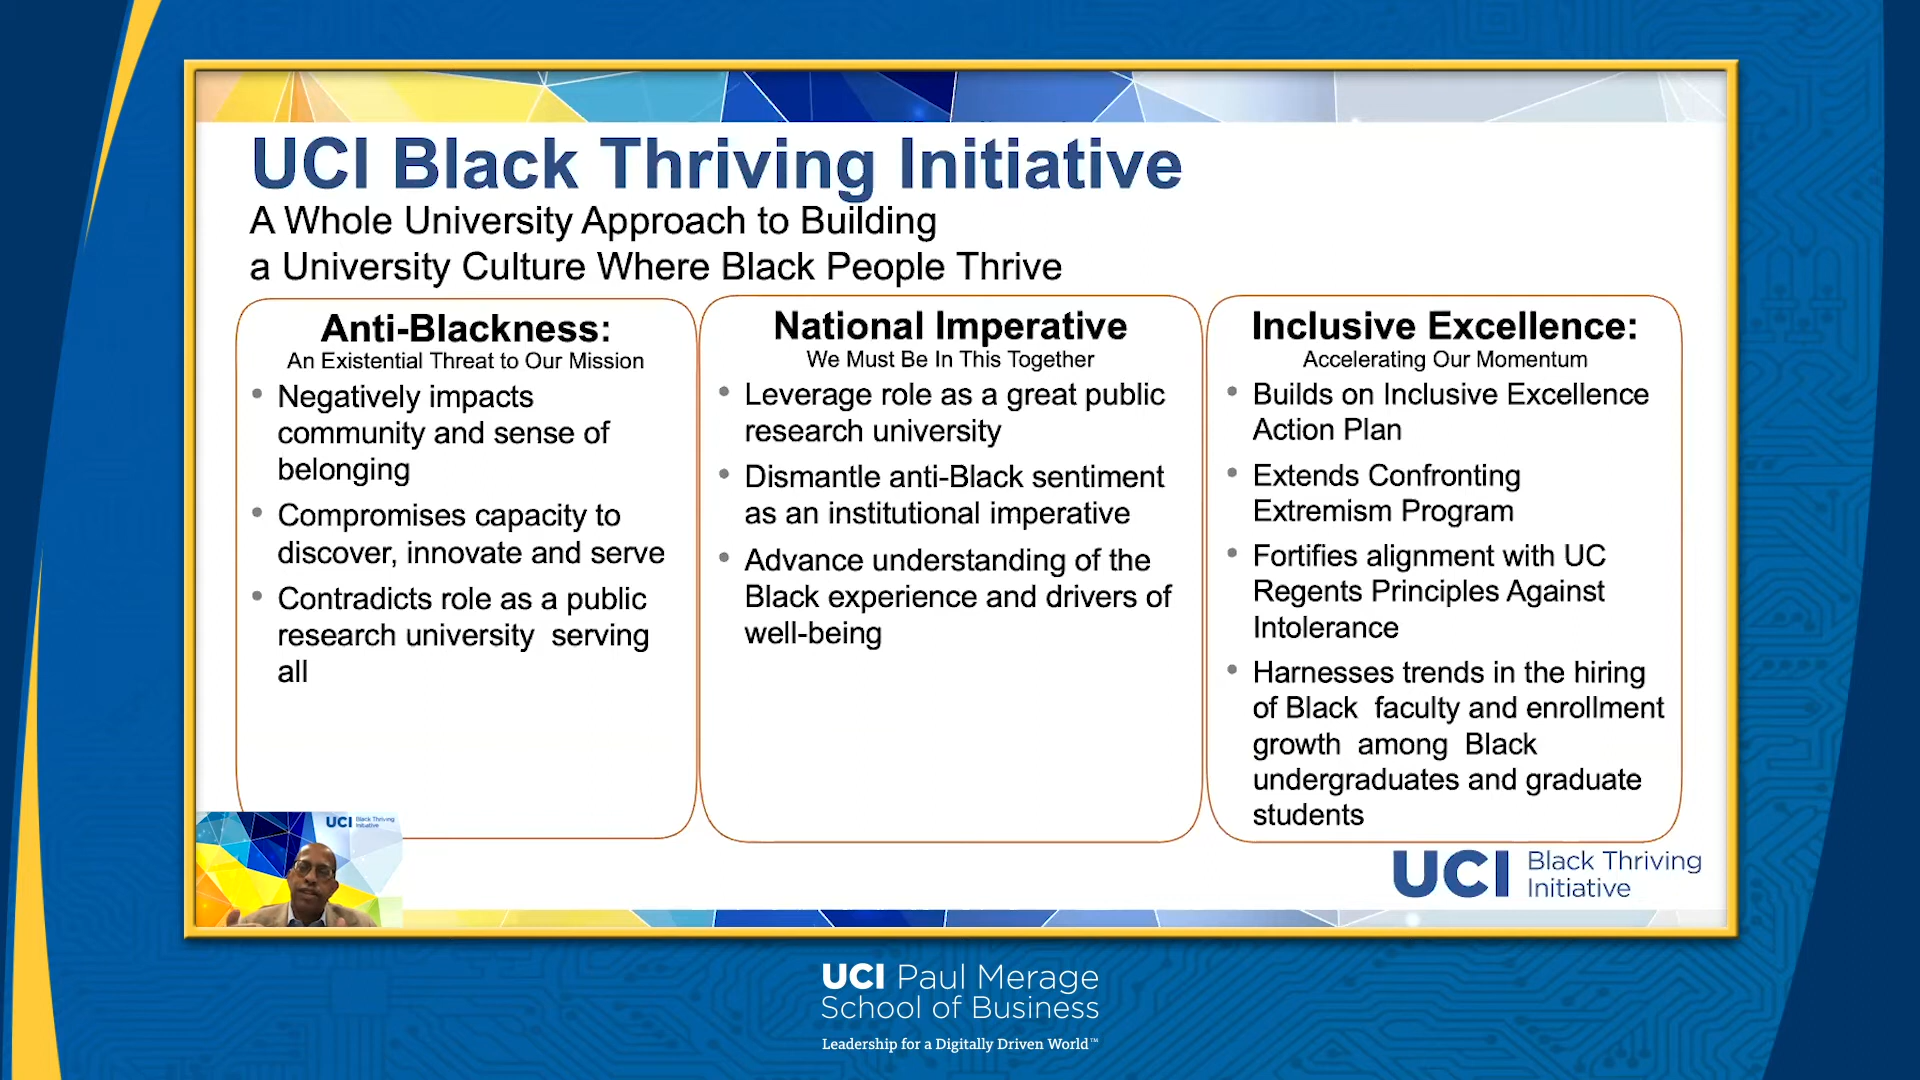 UCI Black Thriving Initiative
A Whole University Approach to Building
a University Culture Where Black People Thrive
Anti-Blackness:
An Existential Threat to Our Mission
• Negatively impacts
community and sense of
belonging
• Compromises capacity to
discover, innovate and serve
• Contradicts role as a public
research university serving
all
National Imperative
We Must Be In This Together
• Leverage role as a great public
research university
• Dismantle anti-Black sentiment
as an institutional imperative
• Advance understanding of the
Black experience and drivers of
well-being
Inclusive Excellence:
Accelerating Our Momentum
• Builds on Inclusive Excellence
Action Plan
• Extends Confronting
Extremism Program
• Fortifies alignment with UC
Regents Principles Against
Intolerance
• Harnesses trends in the hiring
of Black faculty and enrollment
growth among Black
undergraduates and graduate
students
UCI Black Thriving
Initiative
UCI Black Thriving
Initiative
UCI Paul Merage
School of Business
Leadership for a Digitally Driven World™